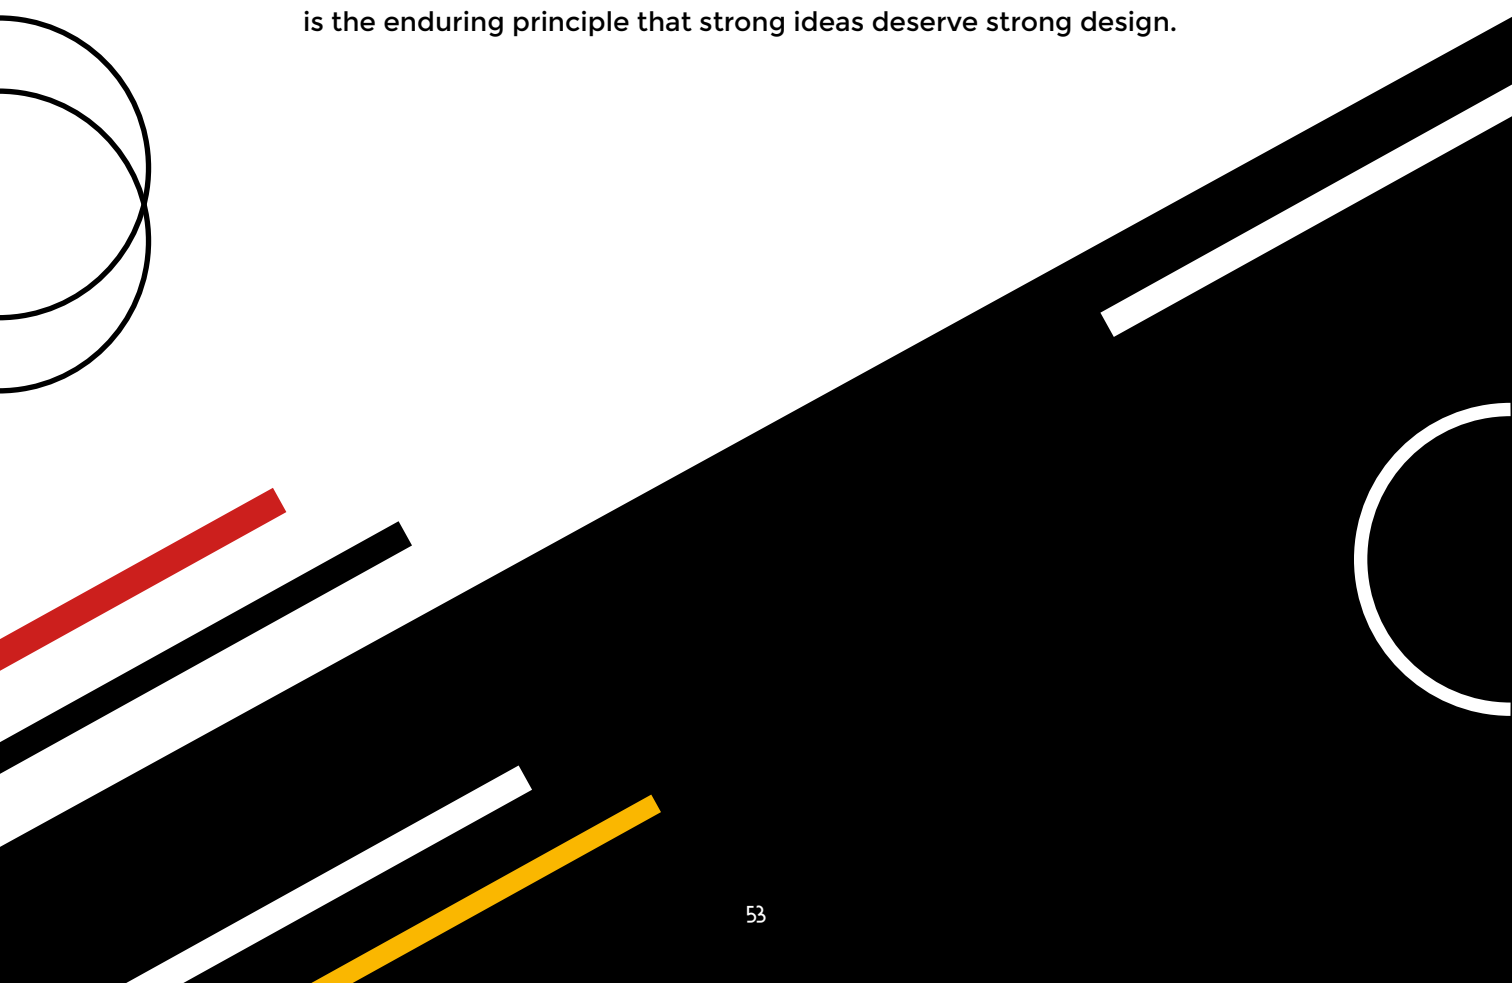 is the enduring principle that strong ideas deserve strong design.
53